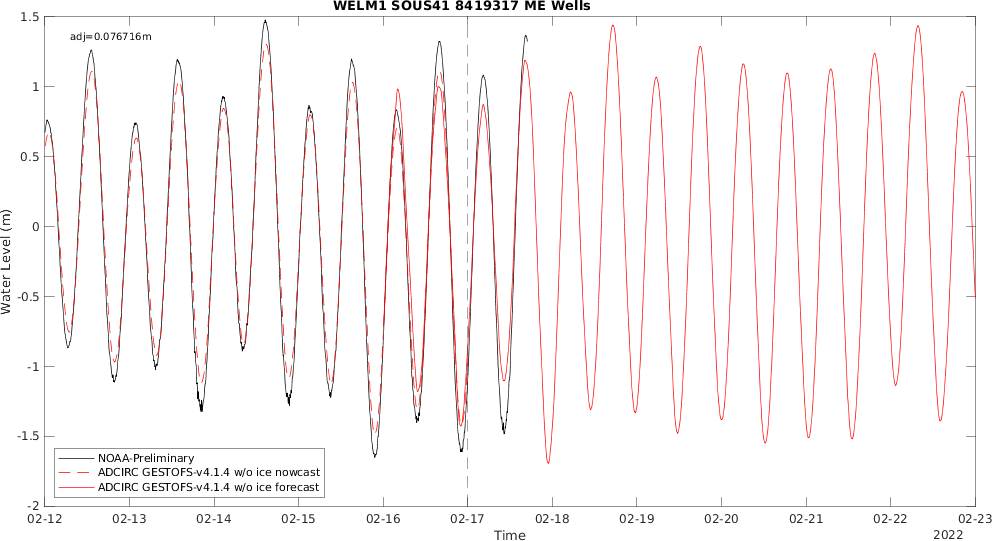 WELM1 SOUS41 8419317 ME Wells
adj=0.076716m
1.5
1
0.5
0
-0.5
-1
-1.5
-2
Water Level (m)
NOAA-Preliminary
ADCIRC GESTOFS-v4.1.4 w/o ice nowcast
ADCIRC GESTOFS-v4.1.4 w/o ice forecast
02-12 02-13 02-14 02-15 02-16 02-17 02-18 02-19 02-20 02-21 02-22 02-23
Time
2022